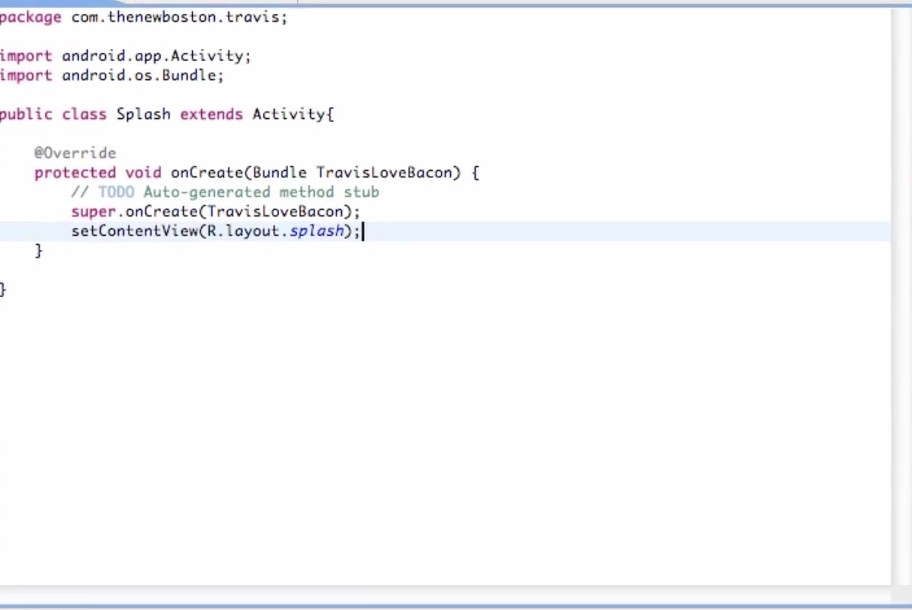 package com.thenewboston.travis;
import android.app.Activity;
import android.os.Bundle;
public class Splash extends Activity{
@Override
protected void onCreate(Bundle TravisLoveBacon) {
// TODO Auto-generated method stub
super.onCreate(TravisLoveBacon);
setContentView(R.layout.splash);
}
}